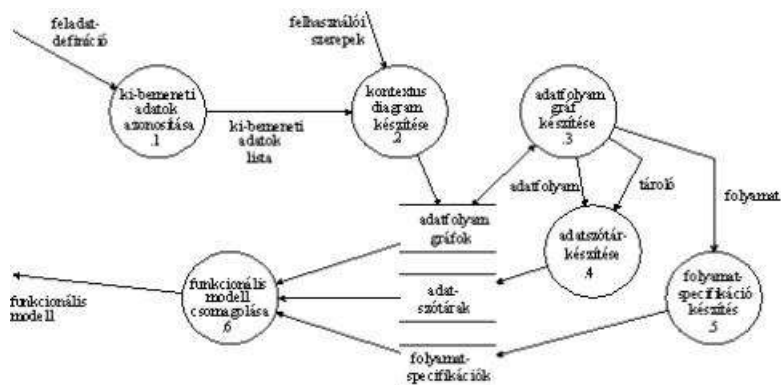 feladat-
definíció
felhasználói
szerepek
ki-bemeneti
adatok
azonosítása
.1
ki-bemeneti
adatok
lista
kontextus
diagram
készítése
.2
adatfolyam
gráf
készítése
.3
adatfolyam
tároló
folyamat
adatfolyam
gráfok
adatszótár-
készítése
.4
funkcionális
modell
funkcionális
modell
csomagolása
.6
adat-
szótárak
folyamat-
specifikáció
készítés
.5
folyamat-
specifikációk